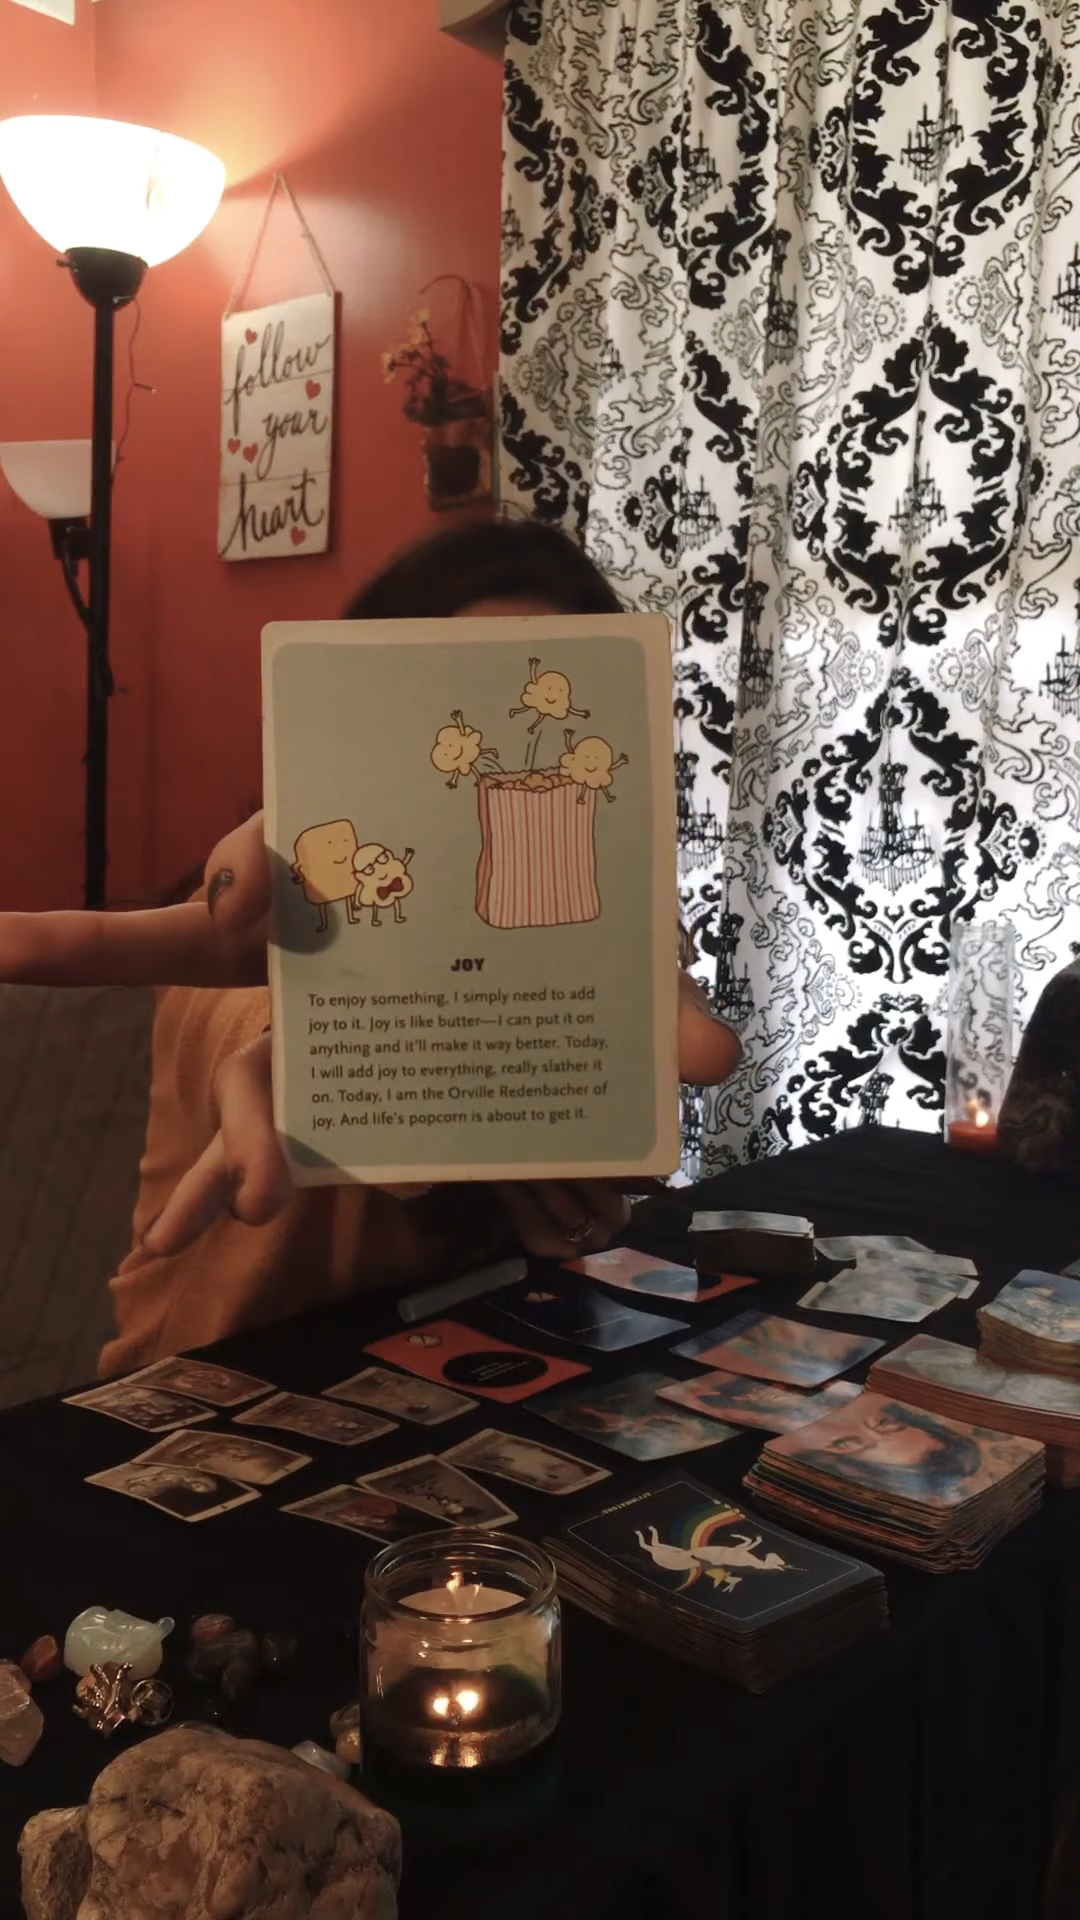 follow
your
heart
JOY
To enjoy something, I simply need to add
joy to it. Joy is like butter—I can put it on
anything and it'll make it way better. Today,
I will add joy to everything, really slather it
on. Today, I am the Orville Redenbacher of
joy. And life's popcorn is about to get it.
AFFIRMATORS!